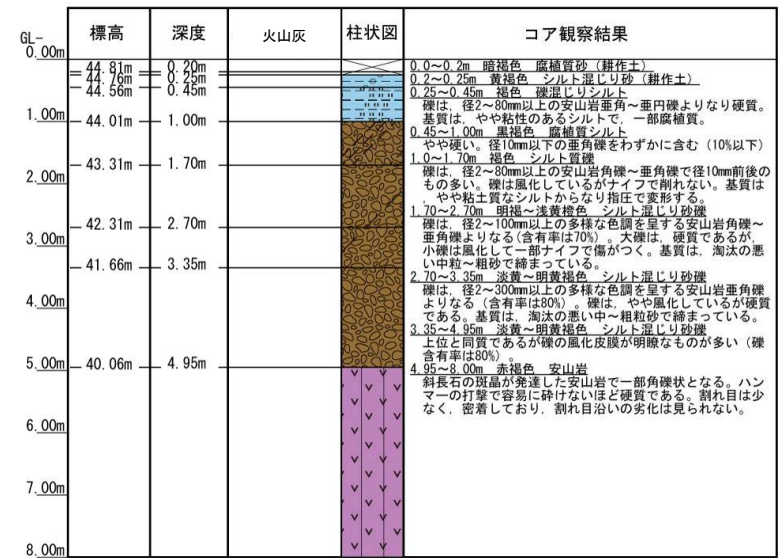 標高 深度 火山灰 柱状図 コア観察結果
GL-
0.00m
1.00m
2.00m
3.00m
4.00m
5.00m
6.00m
7.00m
8.00m
44.81m 0.20m
44.76m 0.25m
44.56m 0.45m
44.01m 1.00m
43.31m 1.70m
42.31m 2.70m
41.66m 3.35m
40.06m 4.95m
0.0～0.2m 暗褐色 腐植質砂（耕作土）
0.2～0.25m 黄褐色 シルト混じり砂（耕作土）
0.25～0.45m 褐色 礫混じりシルト
礫は，径2～80mm以上の安山岩亜角～亜円礫よりなり硬質。
基質は，やや粘性のあるシルトで，一部腐植質。
0.45～1.00m 黒褐色 腐植質シルト
やや硬い。径10mm以下の亜角礫をわずかに含む（10%以下）
1.0～1.70m 褐色 シルト質礫
礫は，径2～80mm以上の安山岩角礫～亜角礫で径10mm前後の
もの多い。礫は風化しているがナイフで削れない。基質は
，やや粘土質なシルトからなり指圧で変形する。
1.70～2.70m 明褐～浅黄橙色 シルト混じり砂礫
礫は，径2～100mm以上の多様な色調を呈する安山岩角礫～
亜角礫よりなる(含有率は70%）。大礫は，硬質であるが，
小礫は風化して一部ナイフで傷がつく。基質は，淘汰の悪
い中粒～粗砂で締まっている。
2.70～3.35m 淡黄～明黄褐色 シルト混じり砂礫
礫は，径2～300mm以上の多様な色調を呈する安山岩亜角礫
よりなる（含有率は80%）。礫は，やや風化しているが硬質
である。基質は，淘汰の悪い中～粗粒砂で締まっている。
3.35～4.95m 淡黄～明黄褐色 シルト混じり砂礫
上位と同質であるが礫の風化皮膜が明瞭なものが多い（礫
含有率は80%）。
4.95～8.00m 赤褐色 安山岩
斜長石の斑晶が発達した安山岩で一部角礫状となる。ハン
マーの打撃で容易に砕けないほど硬質である。割れ目は少
なく，密着しており，割れ目沿いの劣化は見られない。